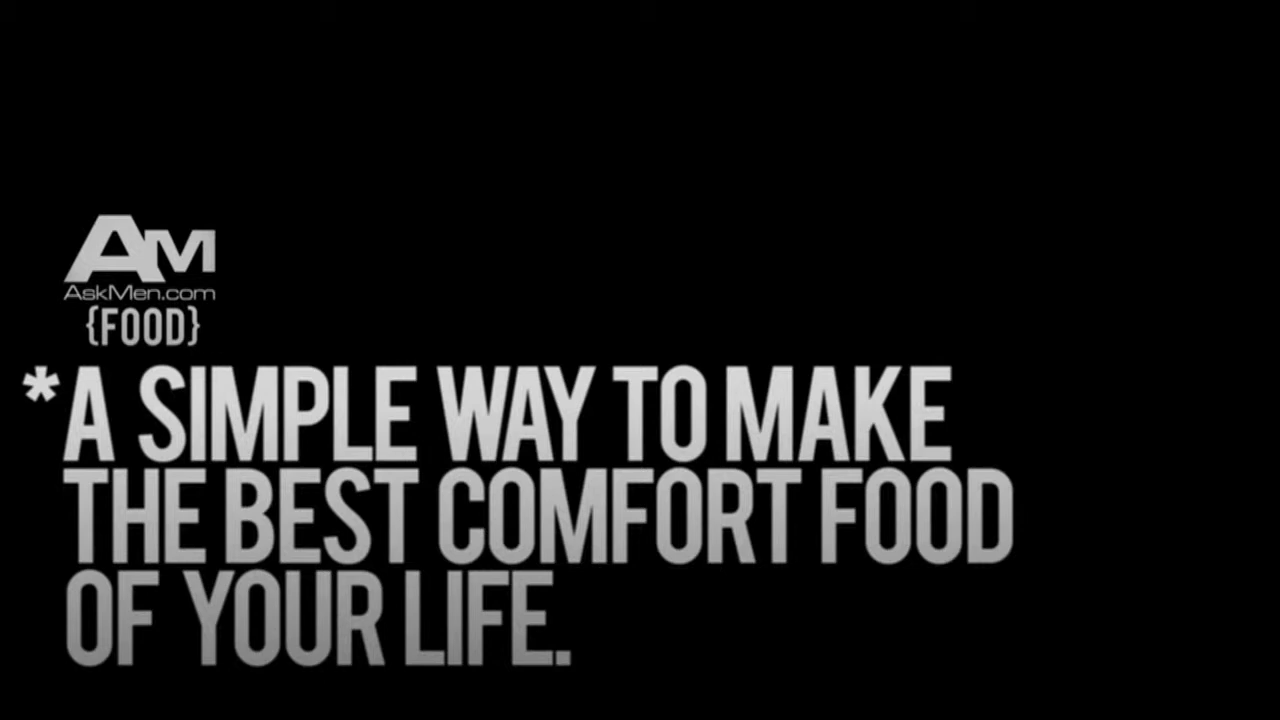 AM
AskMen.com
{FOOD}
*A SIMPLE WAY TO MAKE
THE BEST COMFORT FOOD
OF YOUR LIFE.